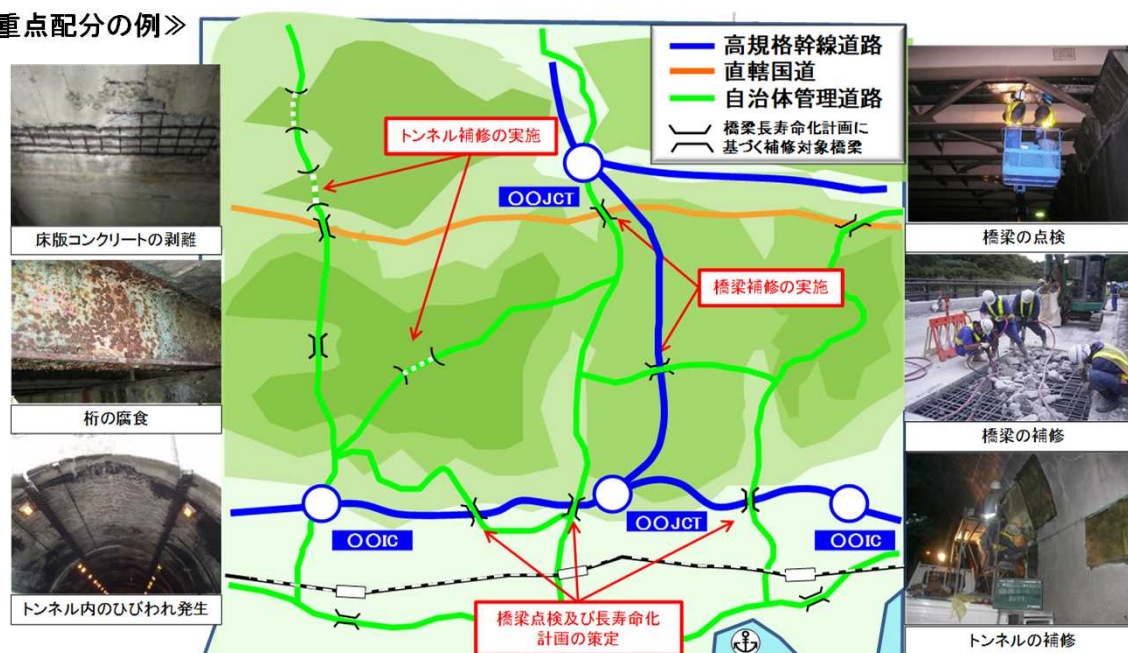 重点配分の例≫
高規格幹線道路
直轄国道
自治体管理道路
橋梁長寿命化計画に
基づく補修対象橋梁
トンネル補修の実施
〇〇JCT
橋梁補修の実施
床版コンクリートの剥離
桁の腐食
トンネル内のひびわれ発生
橋梁の点検
橋梁の補修
トンネルの補修
〇〇IC
〇〇JCT
〇〇IC
橋梁点検及び長寿命化
計画の策定